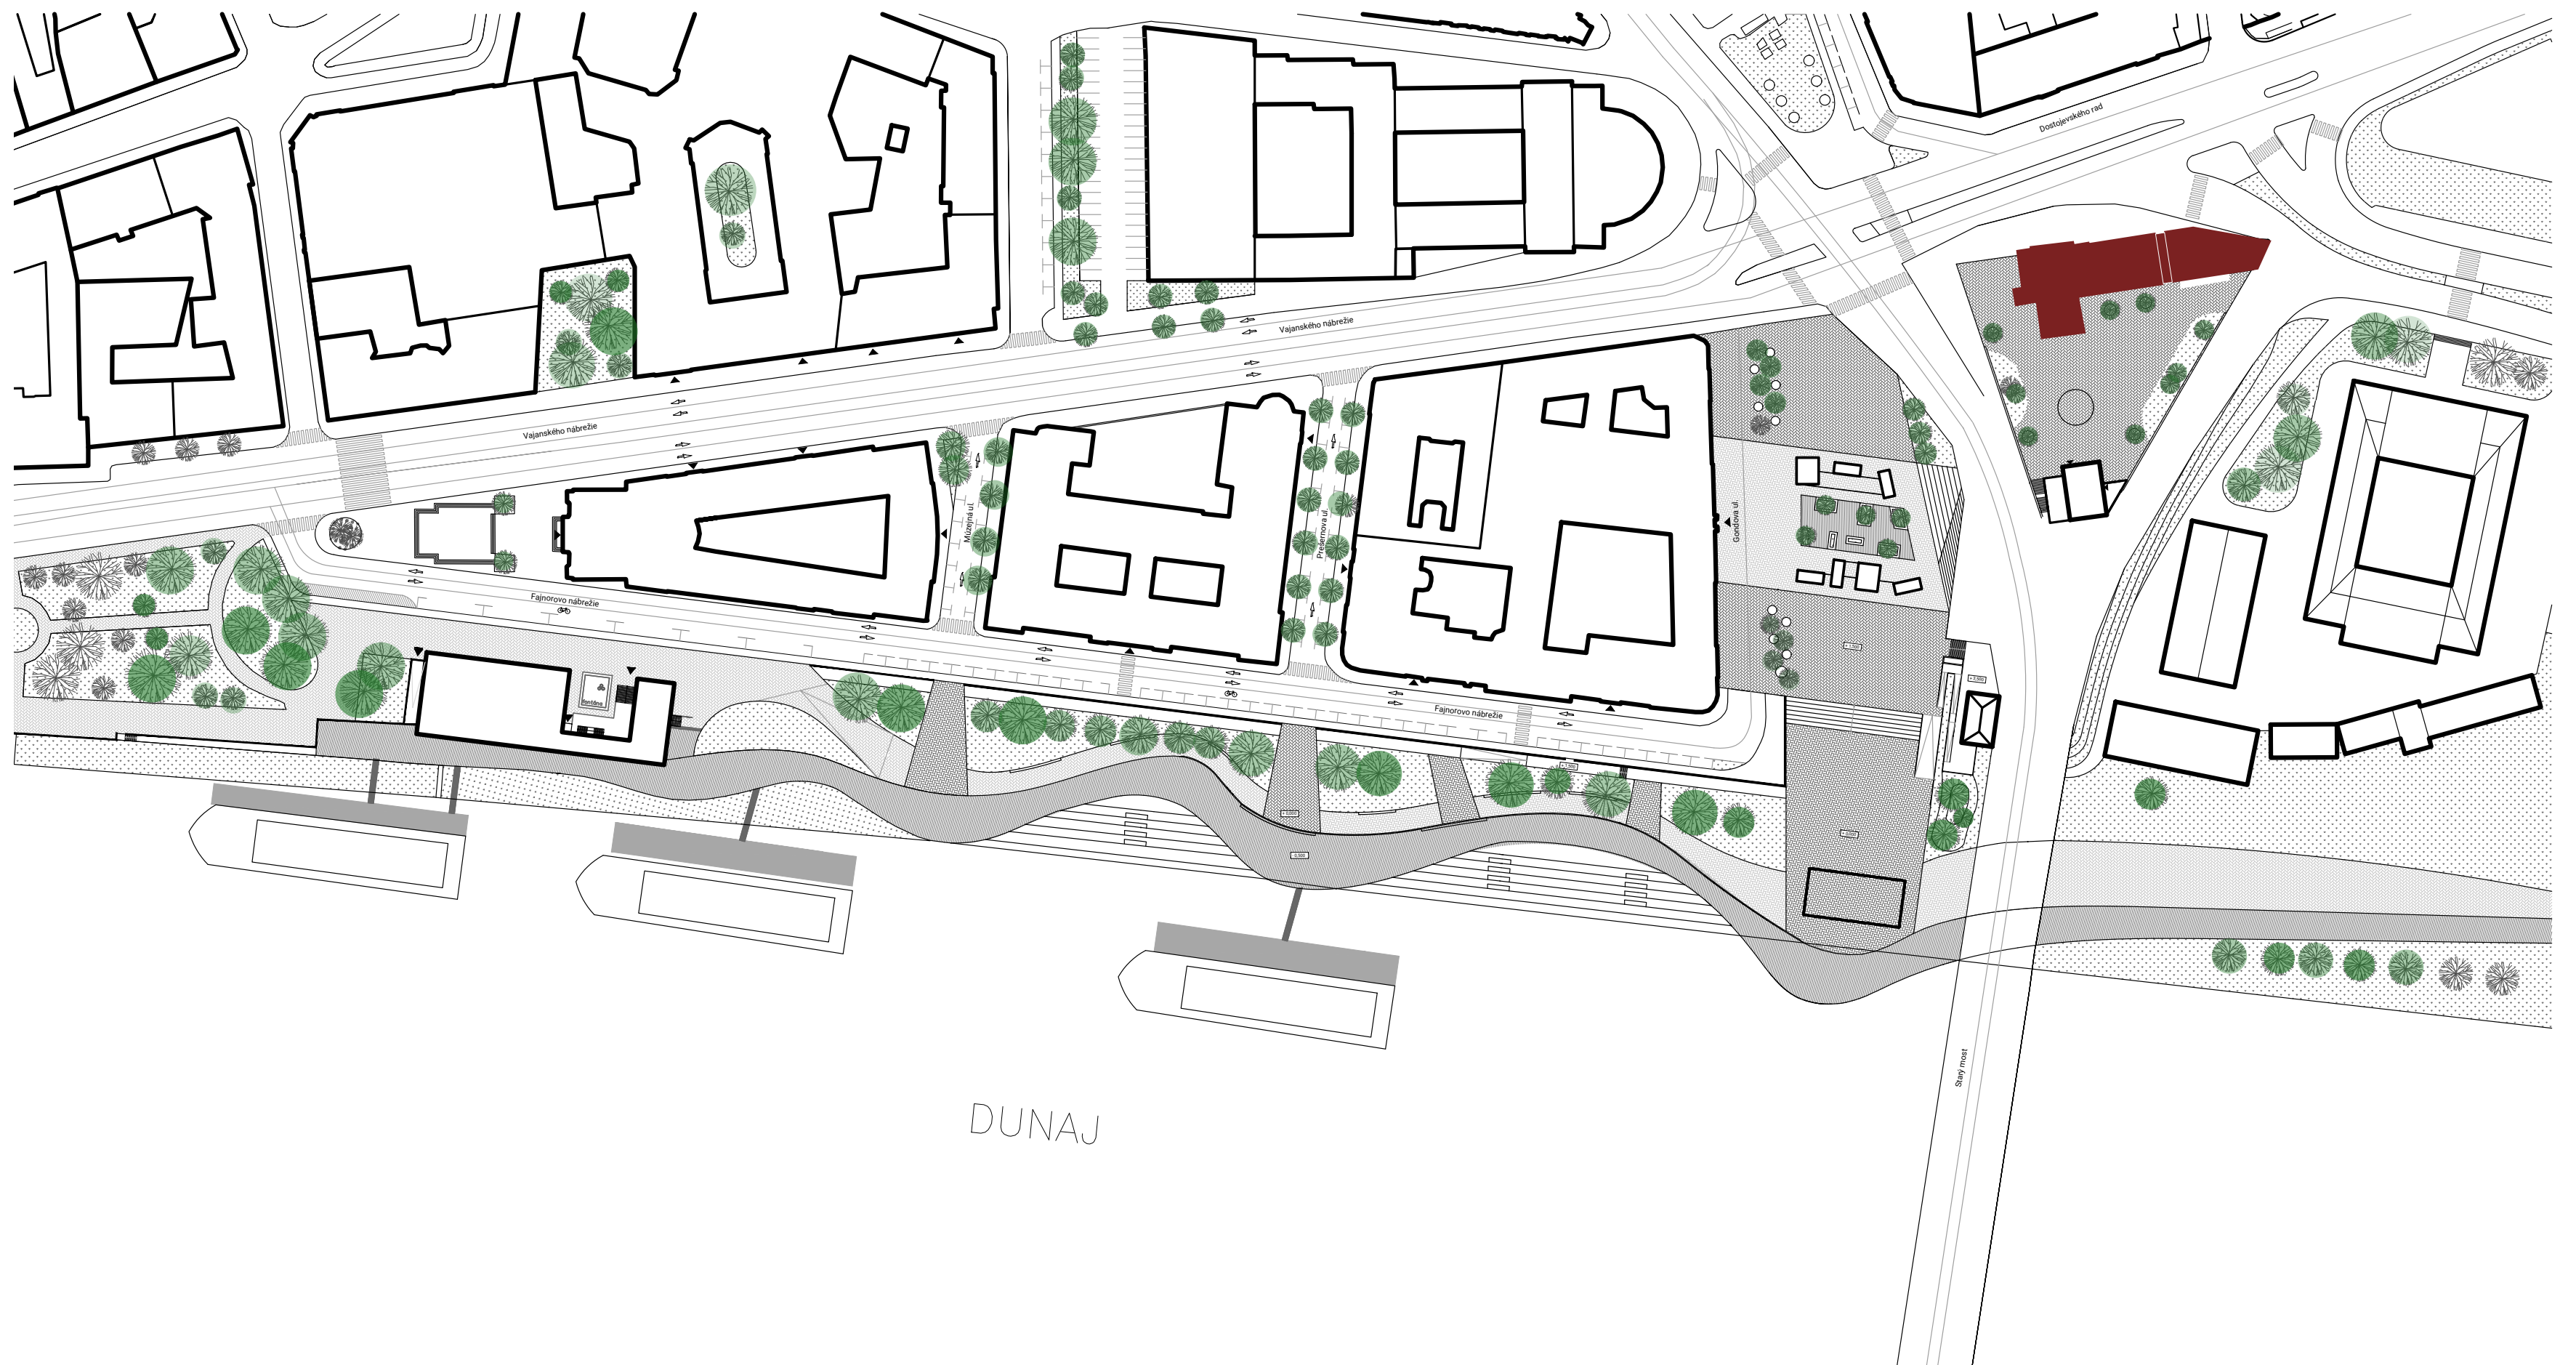 Dostojevského rad
Vajanského nábrežie
Vajanského nábrežie
Múzejná ul.
Prešernova ul.
Gondova ul.
Fajnorovo nábrežie
Fajnorovo nábrežie
Fontána
Starý most
DUNAJ